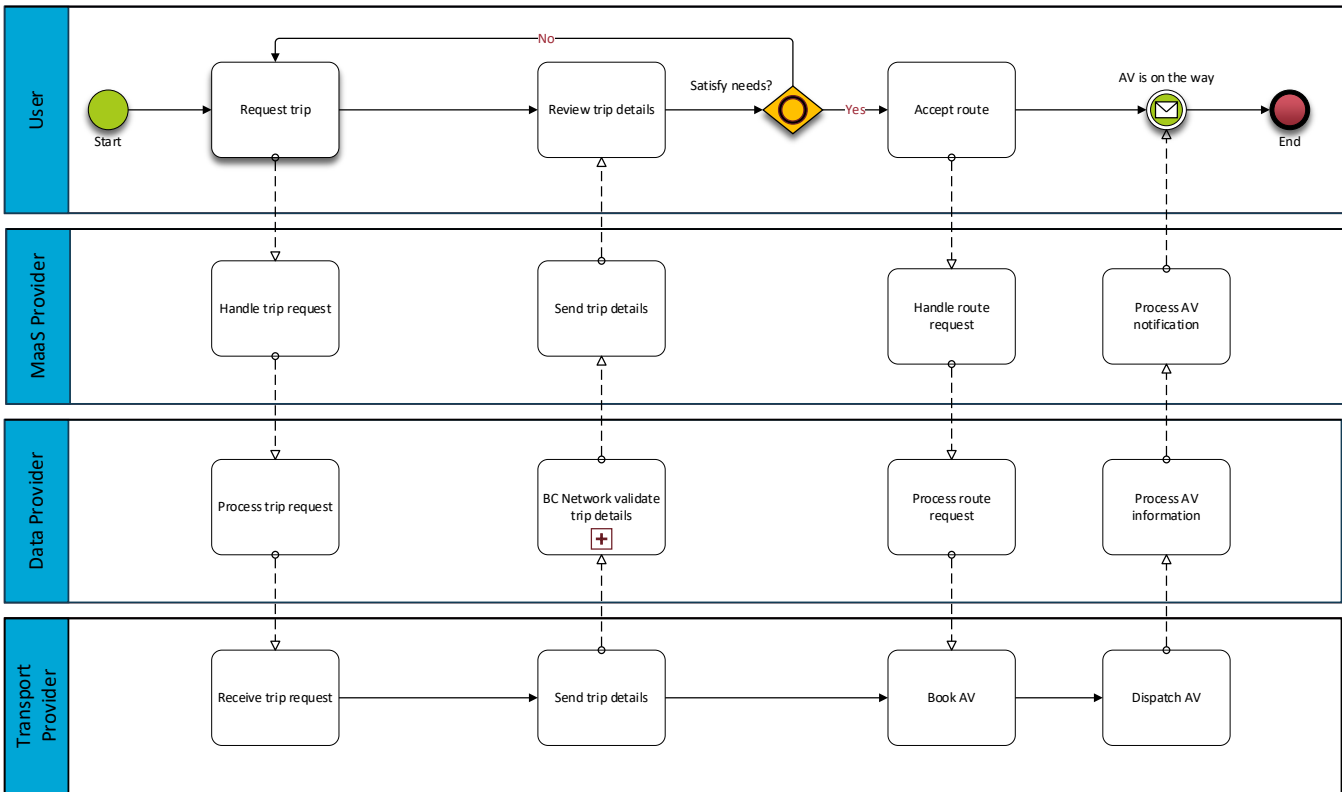 User
No
Start
Request trip
Review trip details
Satisfy needs?
Yes
Accept route
AV is on the way
End
MaaS Provider
Handle trip request
Send trip details
Handle route
request
Process AV
notification
Data Provider
Process trip request
BC Network validate
trip details
Process route
request
Process AV
information
Transport
Provider
Receive trip request
Send trip details
Book AV
Dispatch AV